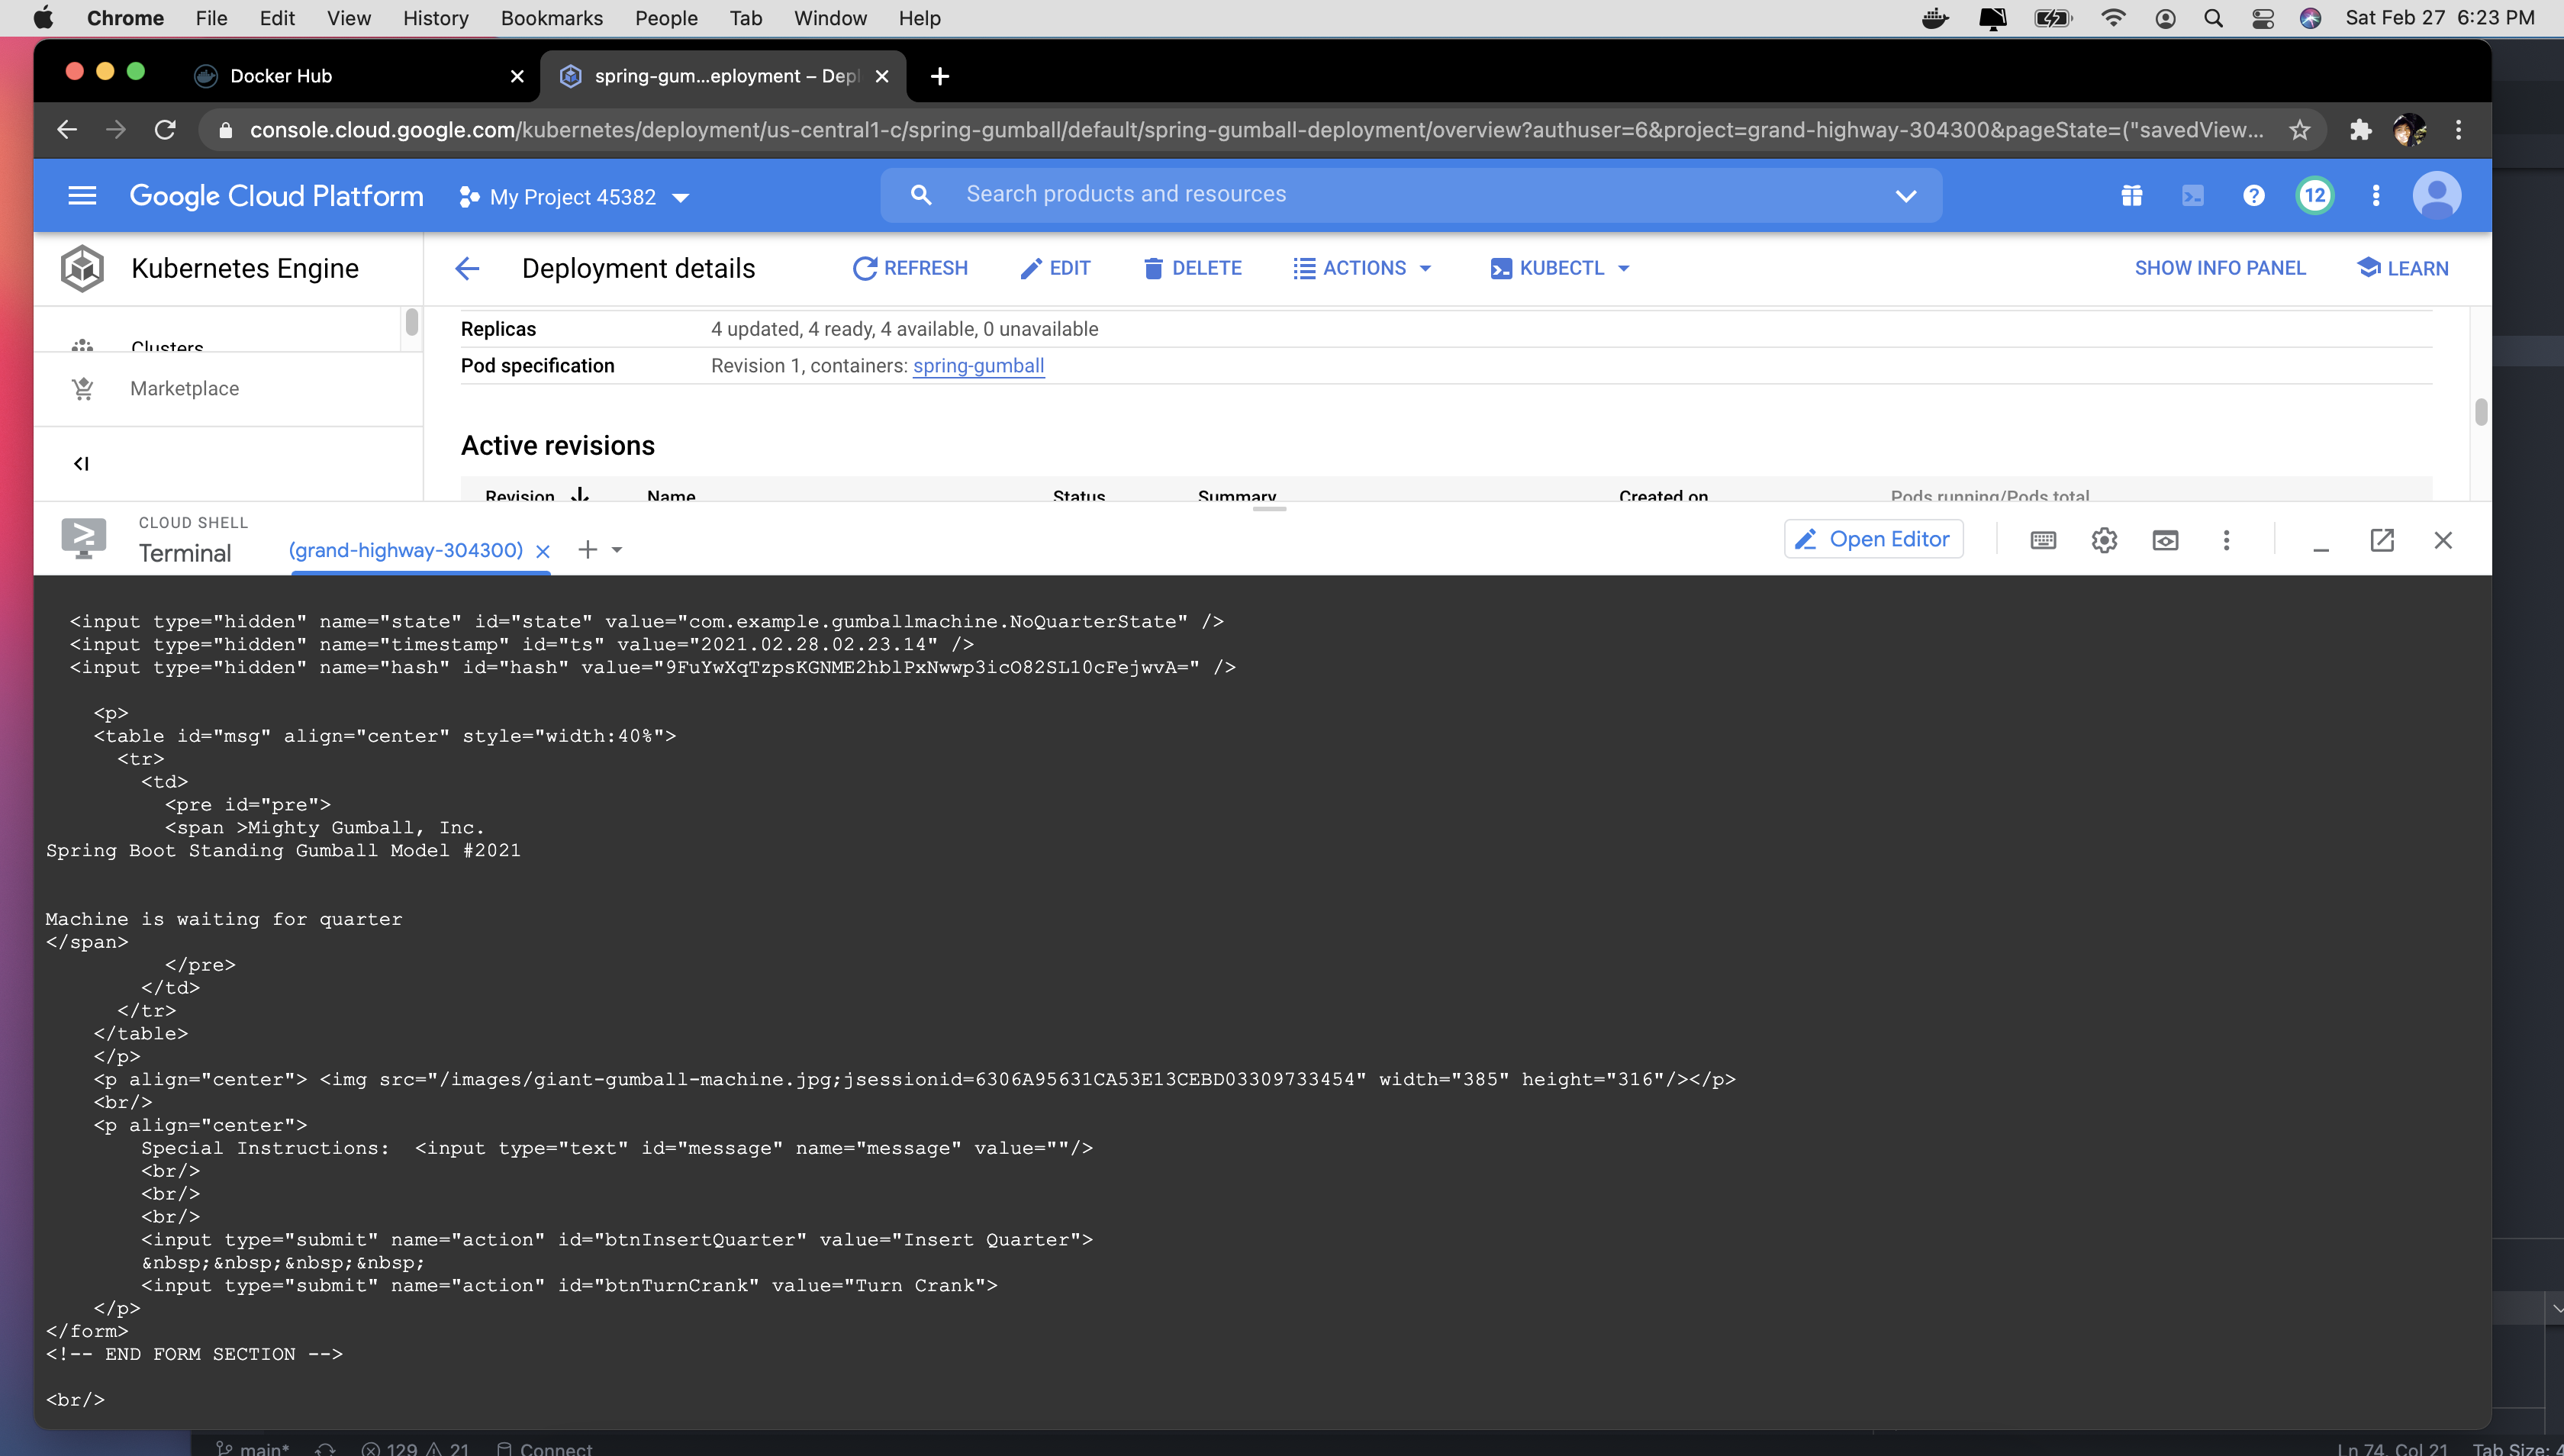 Chrome File Edit View History Bookmarks People Tab Window Help Sat Feb 27 6:23 PM
Docker Hub spring-gum...eployment – Dep
console.cloud.google.com/kubernetes/deployment/us-central1-c/spring-gumball/default/spring-gumball-deployment/overview?authuser=6&project=grand-highway-304300&pageState=("savedView...
Google Cloud Platform My Project 45382 Search products and resources 12
Kubernetes Engine Deployment details REFRESH EDIT DELETE ACTIONS KUBECTL SHOW INFO PANEL LEARN
Replicas 4 updated, 4 ready, 4 available, 0 unavailable
Clusters
Pod specification Revision 1, containers: spring-gumball
Marketplace
Active revisions
Revision Name Status Summary Created on Pods running/Pods total
CLOUD SHELL
Terminal (grand-highway-304300) Open Editor
<input type="hidden" name="state" id="state" value="com.example.gumballmachine.NoQuarterState" />
<input type="hidden" name="timestamp" id="ts" value="2021.02.28.02.23.14" />
<input type="hidden" name="hash" id="hash" value="9FuYwXqTzpsKGNME2hblPxNwwp3icO82SL10cFejwvA=" />
<p>
<table id="msg" align="center" style="width:40%">
<tr>
<td>
<pre id="pre">
<span >Mighty Gumball, Inc.
Spring Boot Standing Gumball Model #2021
Machine is waiting for quarter
</span>
</pre>
</td>
</tr>
</table>
</p>
<p align="center"> <img src="/images/giant-gumball-machine.jpg;jsessionid=6306A95631CA53E13CEBD03309733454" width="385" height="316"/></p>
<br/>
<p align="center">
Special Instructions: <input type="text" id="message" name="message" value=""/>
<br/>
<br/>
<br/>
<input type="submit" name="action" id="btnInsertQuarter" value="Insert Quarter">
&nbsp;&nbsp;&nbsp;&nbsp;
<input type="submit" name="action" id="btnTurnCrank" value="Turn Crank">
</p>
</form>
<!-- END FORM SECTION -->
<br/>
main* 129 21 Connect Ln 74, Col 21 Tab Size: 4